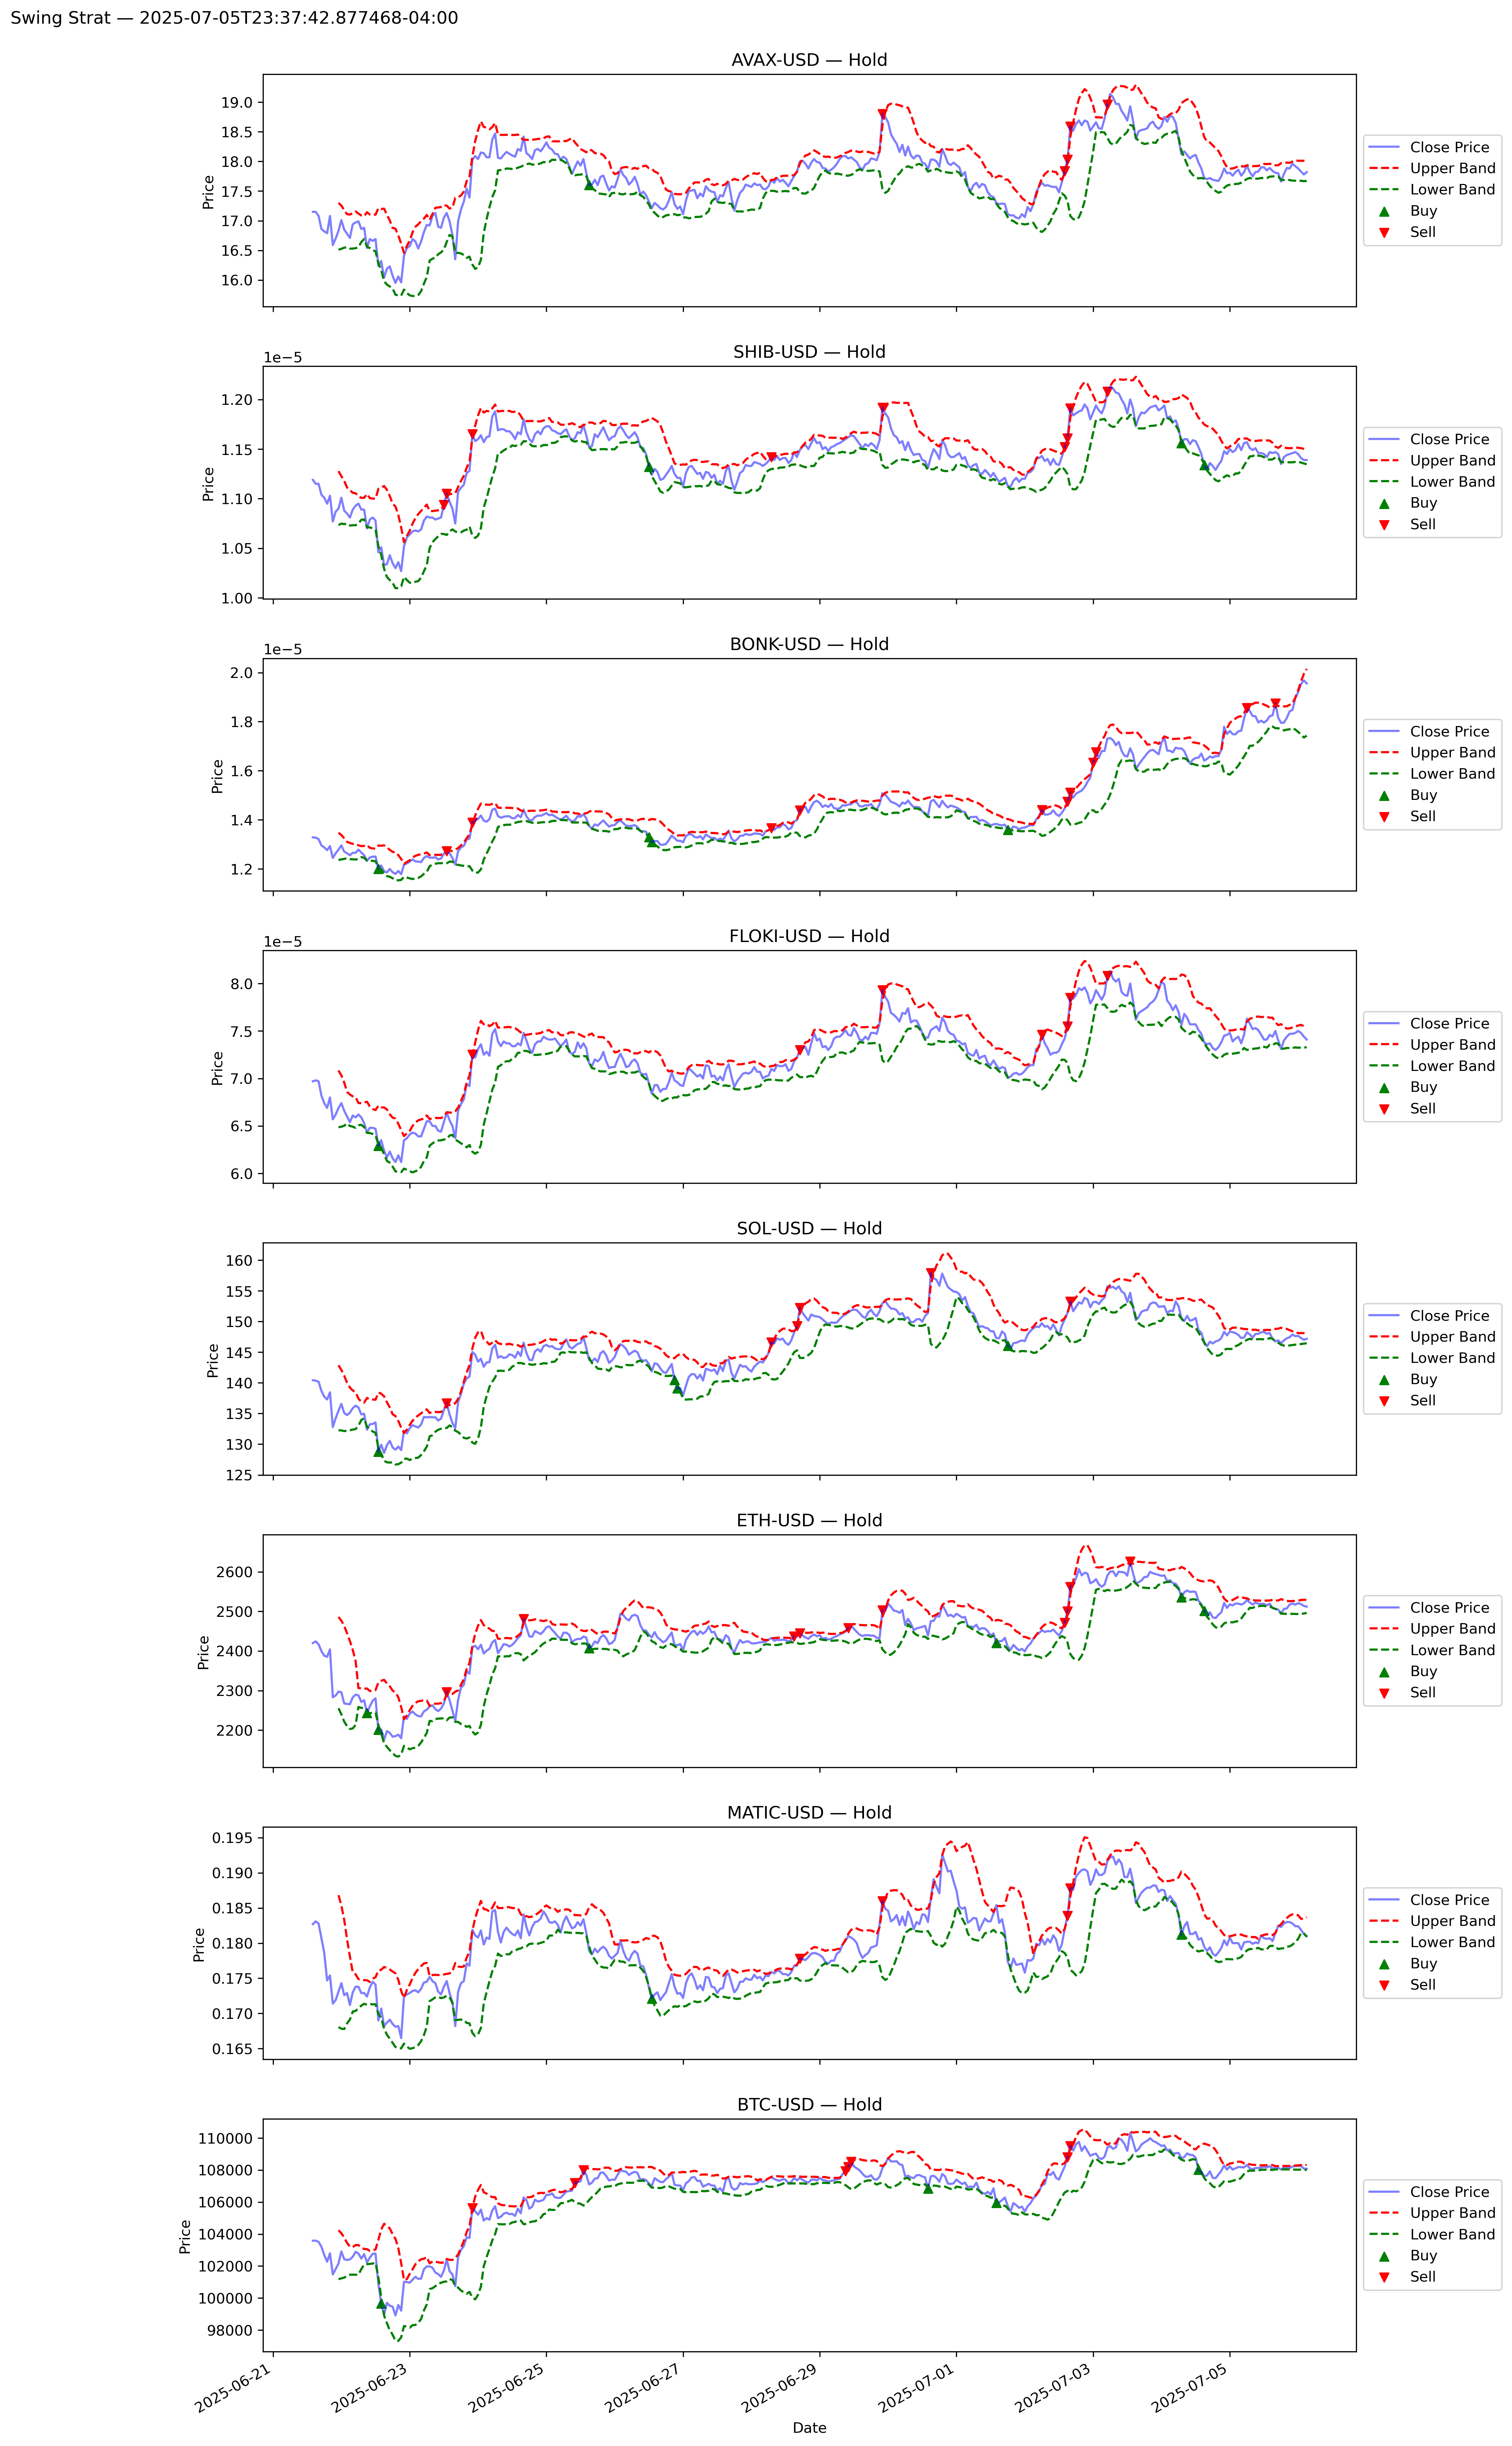 Swing Strat — 2025-07-05T23:37:42.877468-04:00
AVAX-USD — Hold
19.0
18.5
18.0
17.5
17.0
16.5
16.0
Price
Close Price
Upper Band
Lower Band
Buy
Sell
SHIB-USD — Hold
1e−5
1.20
1.15
1.10
1.05
1.00
Price
Close Price
Upper Band
Lower Band
Buy
Sell
BONK-USD — Hold
1e−5
2.0
1.8
1.6
1.4
1.2
Price
Close Price
Upper Band
Lower Band
Buy
Sell
FLOKI-USD — Hold
1e−5
8.0
7.5
7.0
6.5
6.0
Price
Close Price
Upper Band
Lower Band
Buy
Sell
SOL-USD — Hold
160
155
150
145
140
135
130
125
Price
Close Price
Upper Band
Lower Band
Buy
Sell
ETH-USD — Hold
2600
2500
2400
2300
2200
Price
Close Price
Upper Band
Lower Band
Buy
Sell
MATIC-USD — Hold
0.195
0.190
0.185
0.180
0.175
0.170
0.165
Price
Close Price
Upper Band
Lower Band
Buy
Sell
BTC-USD — Hold
110000
108000
106000
104000
102000
100000
98000
Price
Close Price
Upper Band
Lower Band
Buy
Sell
2025-06-21
2025-06-23
2025-06-25
2025-06-27
2025-06-29
2025-07-01
2025-07-03
2025-07-05
Date